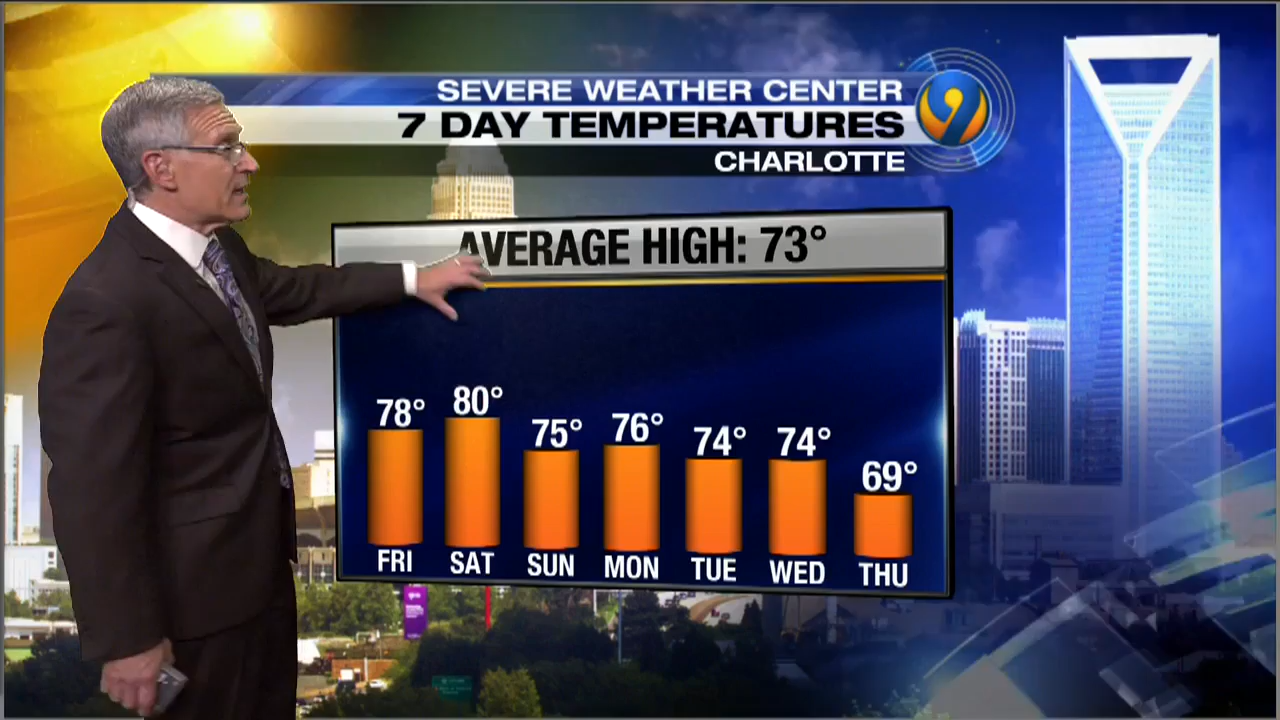 SEVERE WEATHER CENTER
9
7 DAY TEMPERATURES
CHARLOTTE
AVERAGE HIGH: 73°
78° 80° 75° 76° 74° 74° 69°
FRI SAT SUN MON TUE WED THU